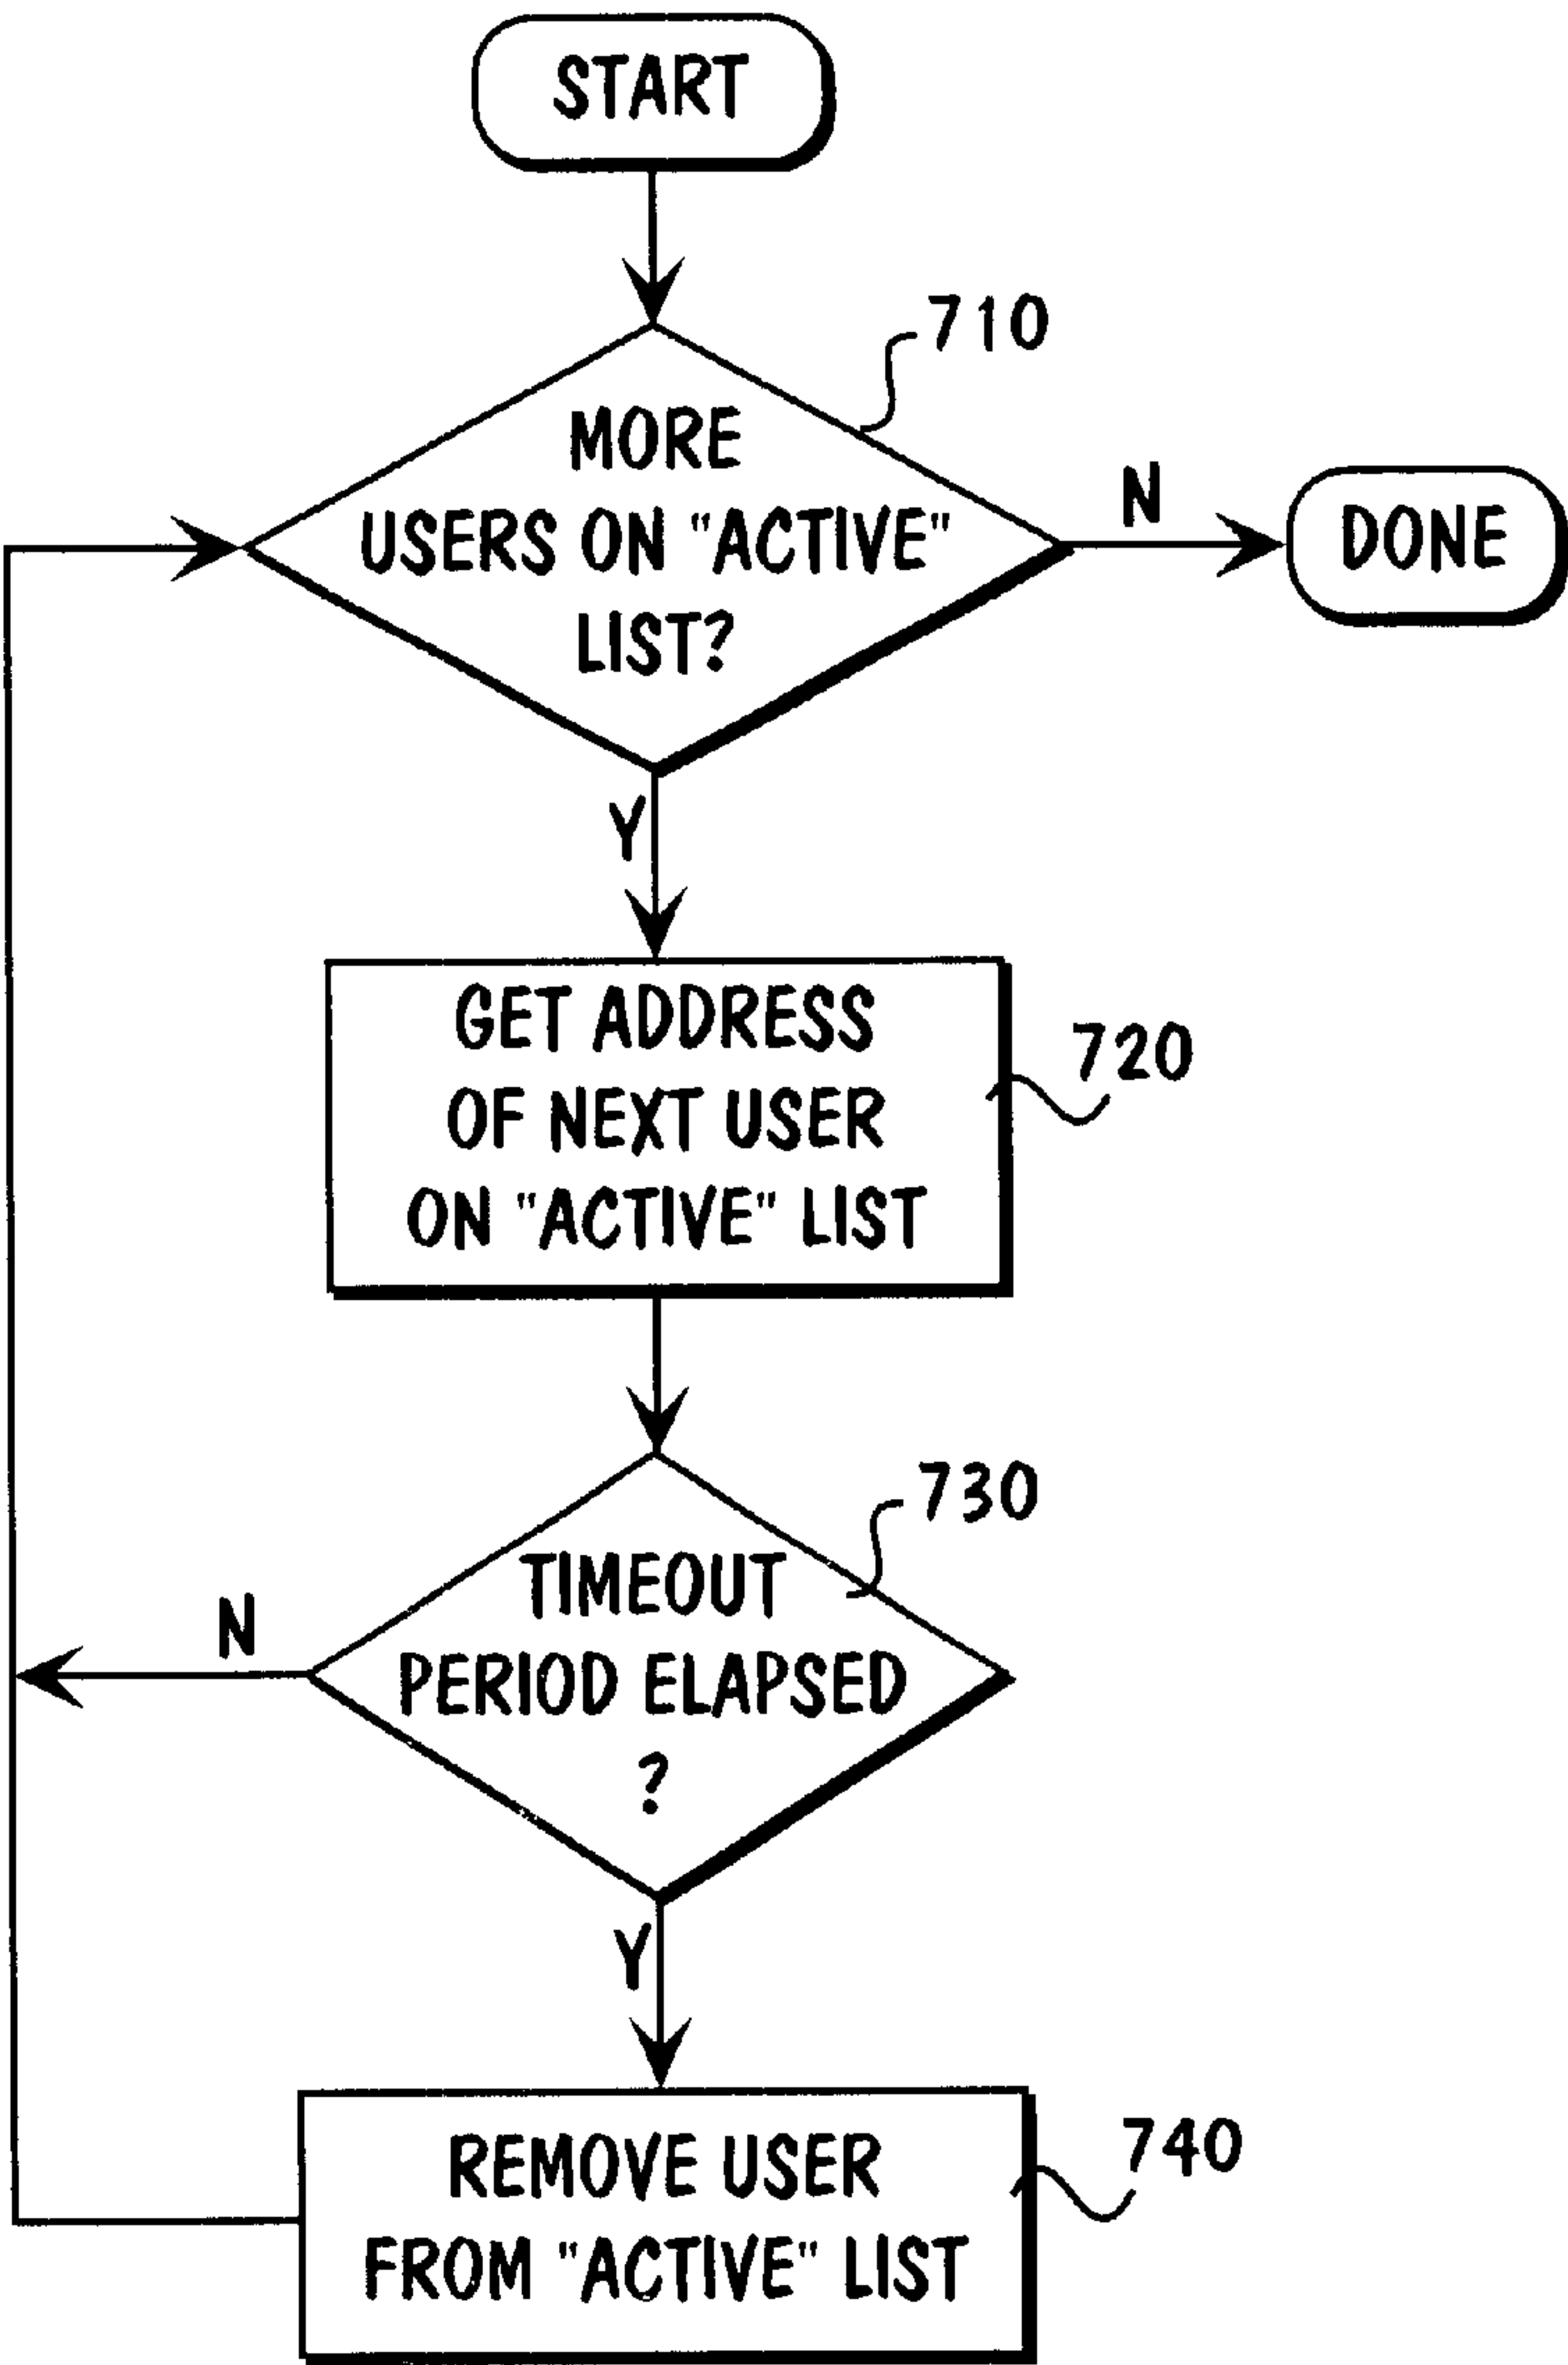 START
710
MORE
USERS ON "ACTIVE"
LIST?
N
DONE
Y
GET ADDRESS
OF NEXT USER
ON "ACTIVE" LIST
720
730
TIMEOUT
PERIOD ELAPSED
?
N
Y
REMOVE USER
FROM "ACTIVE" LIST
740